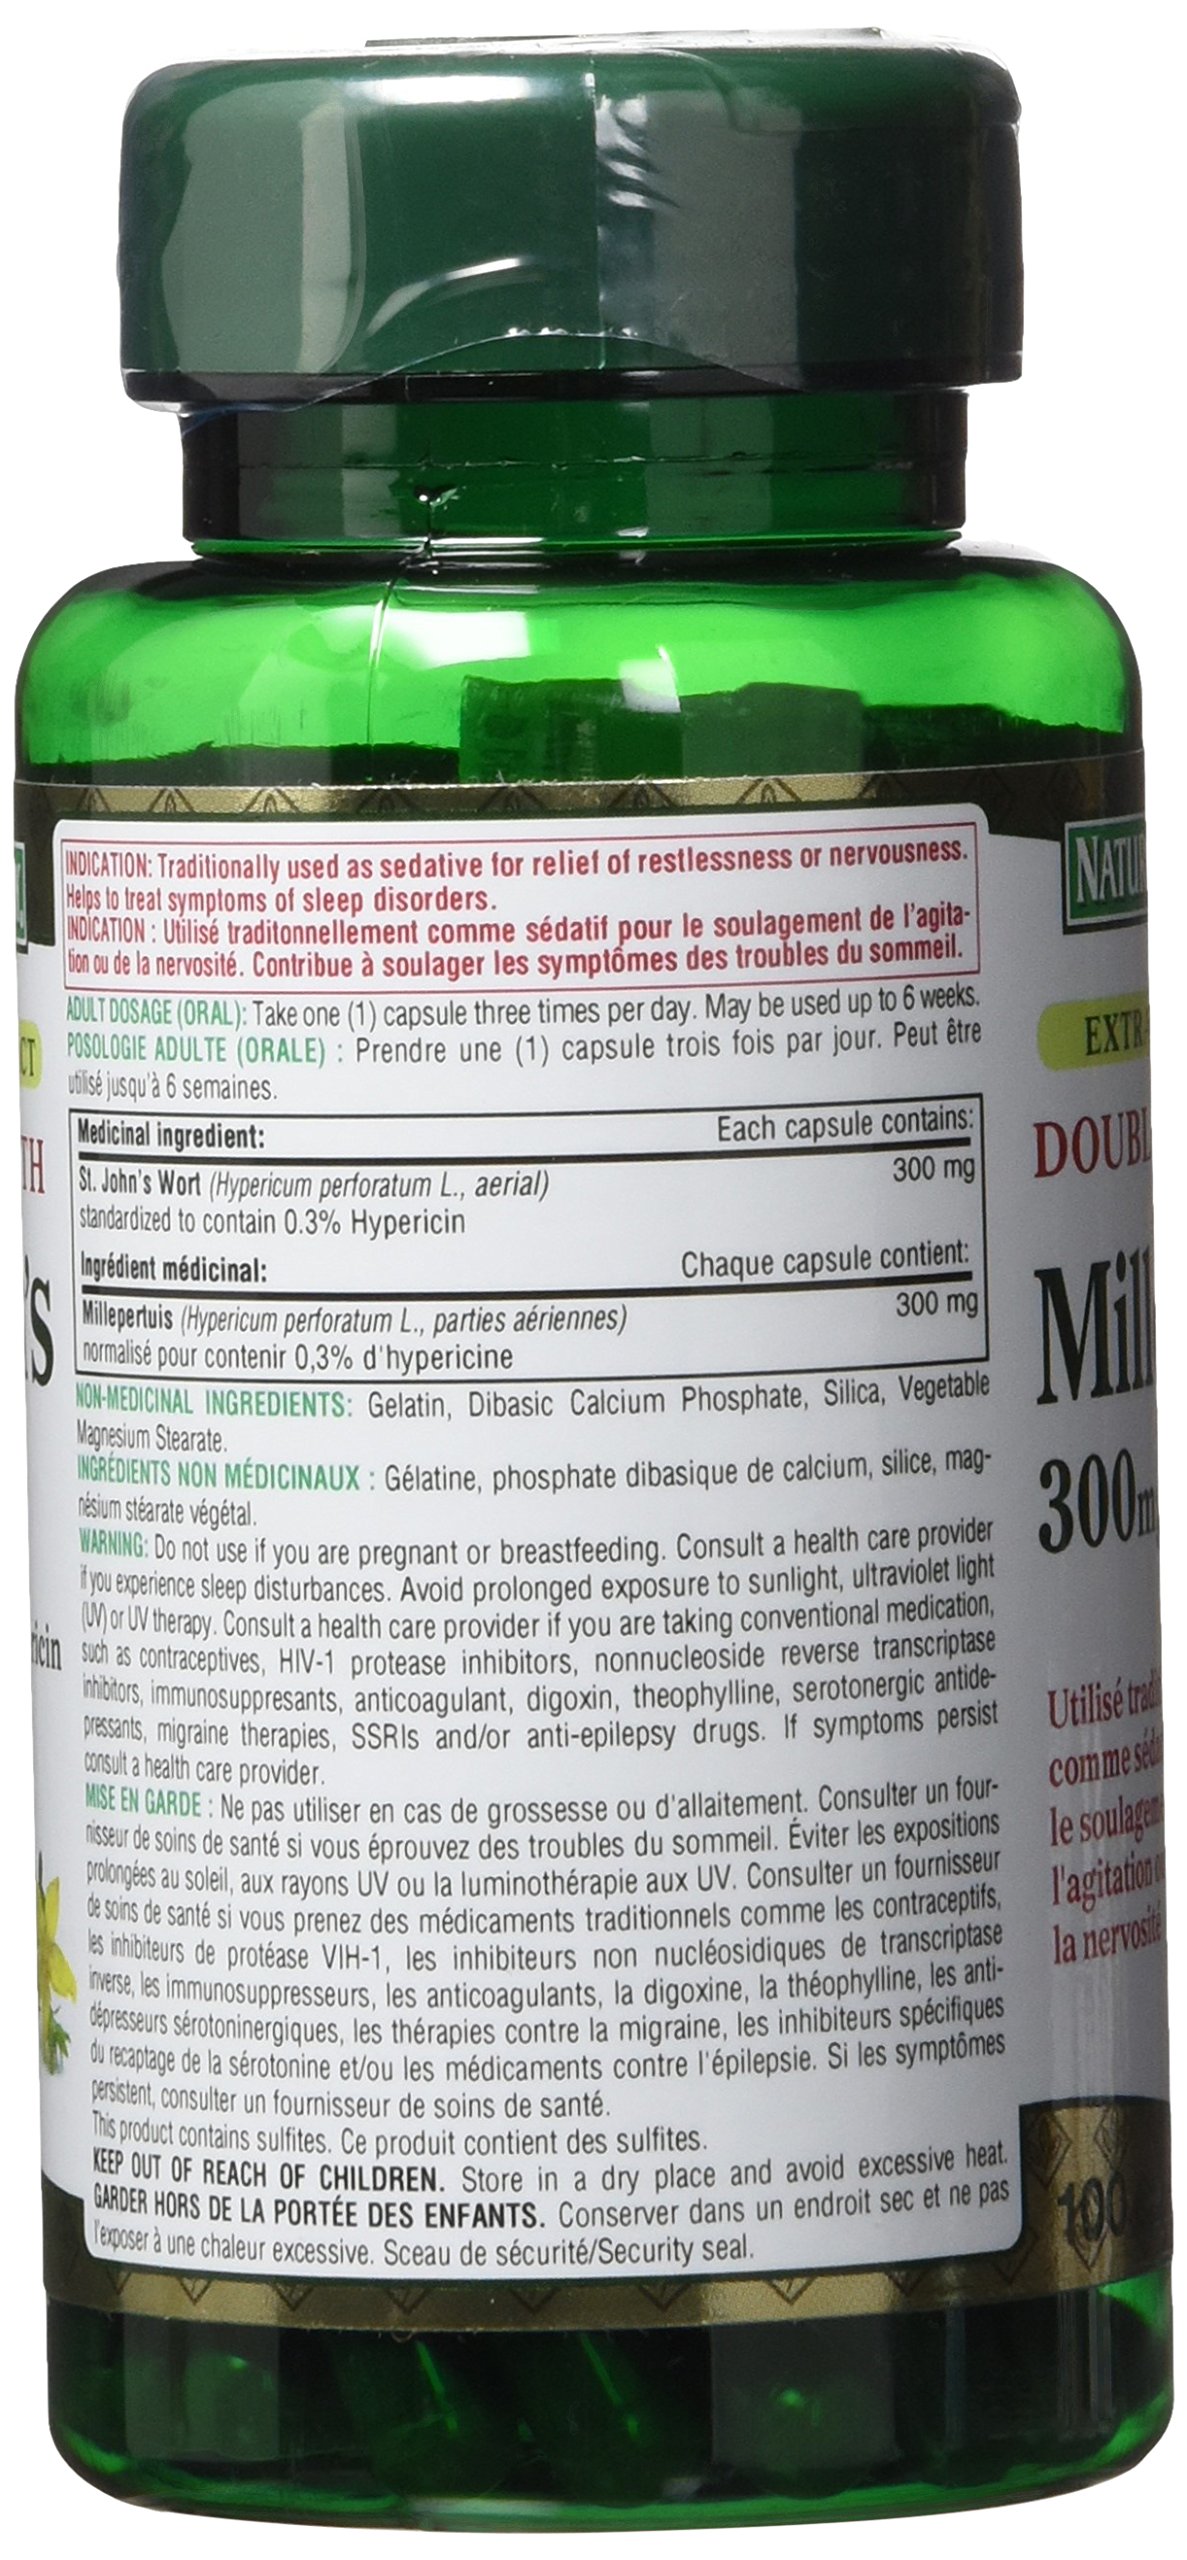 INDICATION: Traditionally used as sedative for relief of restlessness or nervousness.
Helps to treat symptoms of sleep disorders.
INDICATION : Utilisé traditonnellement comme sédatif pour le soulagement de l'agita-
tion ou de la nervosité. Contribue à soulager les symptômes des troubles du sommeil.
ADULT DOSAGE (ORAL): Take one (1) capsule three times per day. May be used up to 6 weeks.
POSOLOGIE ADULTE (ORALE) : Prendre une (1) capsule trois fois par jour. Peut être
utilisé jusqu'à 6 semaines.
Medicinal ingredient: Each capsule contains:
St. John's Wort (Hypericum perforatum L., aerial) 300 mg
standardized to contain 0.3% Hypericin
Ingrédient médicinal: Chaque capsule contient:
Millepertuis (Hypericum perforatum L., parties aériennes) 300 mg
normalisé pour contenir 0,3% d'hypericine
NON-MEDICINAL INGREDIENTS: Gelatin, Dibasic Calcium Phosphate, Silica, Vegetable
Magnesium Stearate.
INGRÉDIENTS NON MÉDICINAUX : Gélatine, phosphate dibasique de calcium, silice, mag-
nésium stéarate végétal.
WARNING: Do not use if you are pregnant or breastfeeding. Consult a health care provider
if you experience sleep disturbances. Avoid prolonged exposure to sunlight, ultraviolet light
(UV) or UV therapy. Consult a health care provider if you are taking conventional medication,
such as contraceptives, HIV-1 protease inhibitors, nonnucleoside reverse transcriptase
inhibitors, immunosuppresants, anticoagulant, digoxin, theophylline, serotonergic antide-
pressants, migraine therapies, SSRIs and/or anti-epilepsy drugs. If symptoms persist
consult a health care provider.
MISE EN GARDE : Ne pas utiliser en cas de grossesse ou d'allaitement. Consulter un four-
nisseur de soins de santé si vous éprouvez des troubles du sommeil. Éviter les expositions
prolongées au soleil, aux rayons UV ou la luminothérapie aux UV. Consulter un fournisseur
de soins de santé si vous prenez des médicaments traditionnels comme les contraceptifs,
les inhibiteurs de protéase VIH-1, les inhibiteurs non nucléosidiques de transcriptase
inverse, les immunosuppresseurs, les anticoagulants, la digoxine, la théophylline, les anti-
dépresseurs sérotoninergiques, les thérapies contre la migraine, les inhibiteurs spécifiques
du recaptage de la sérotonine et/ou les médicaments contre l'épilepsie. Si les symptômes
persistent, consulter un fournisseur de soins de santé.
This product contains sulfites. Ce produit contient des sulfites.
KEEP OUT OF REACH OF CHILDREN. Store in a dry place and avoid excessive heat.
GARDER HORS DE LA PORTÉE DES ENFANTS. Conserver dans un endroit sec et ne pas
l'exposer à une chaleur excessive. Sceau de sécurité/Security seal.
NATU
EXTR
DOUBL
Mill
300m
Utilisé trad
comme séd
le soulagem
l'agitation
la nervosité
100
CT
TH
's
ricin